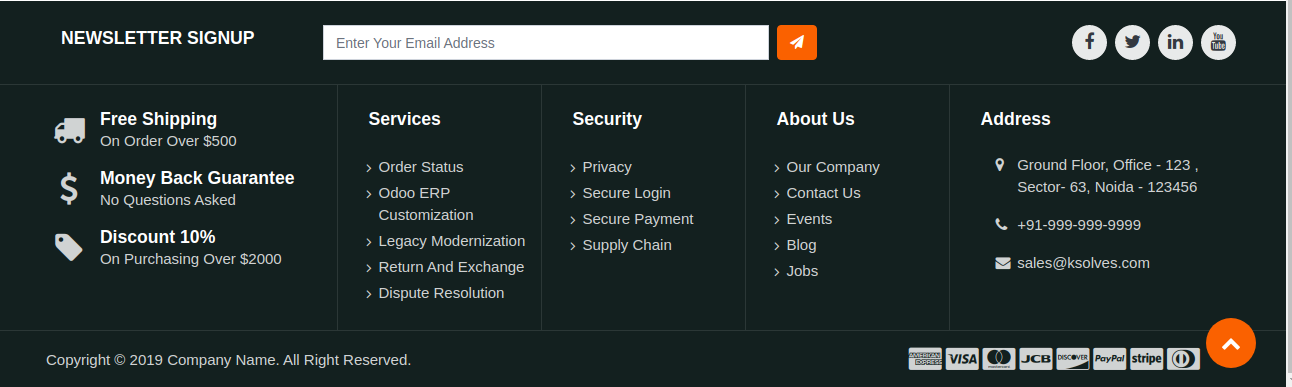 NEWSLETTER SIGNUP
Enter Your Email Address
You
Tube
Free Shipping
On Order Over $500
Money Back Guarantee
No Questions Asked
Discount 10%
On Purchasing Over $2000
Services
Order Status
Odoo ERP
Customization
Legacy Modernization
Return And Exchange
Dispute Resolution
Security
Privacy
Secure Login
Secure Payment
Supply Chain
About Us
Our Company
Contact Us
Events
Blog
Jobs
Address
Ground Floor, Office - 123 ,
Sector- 63, Noida - 123456
+91-999-999-9999
sales@ksolves.com
Copyright © 2019 Company Name. All Right Reserved.
AMERICAN
EXPRESS
VISA
mastercard
JCB
DISCOVER
PayPal
stripe